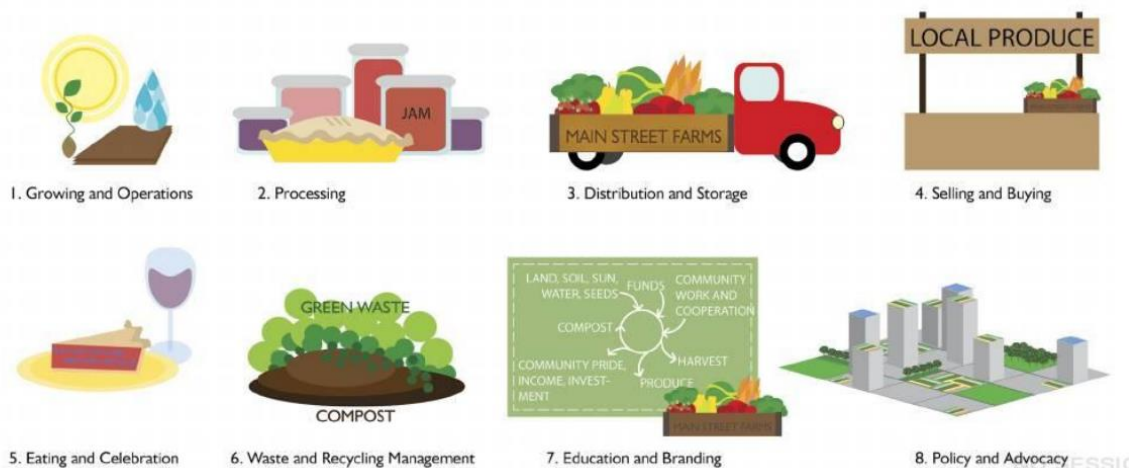 LOCAL PRODUCE
JAM
MAIN STREET FARMS
1. Growing and Operations
2. Processing
3. Distribution and Storage
4. Selling and Buying
GREEN WASTE
COMPOST
LAND, SOIL, SUN,
WATER, SEEDS
FUNDS
COMMUNITY
WORK AND
COOPERATION
COMPOST
HARVEST
COMMUNITY PRIDE,
INCOME, INVEST-
MENT
PRODUCE
MAIN STREET FARMS
5. Eating and Celebration
6. Waste and Recycling Management
7. Education and Branding
8. Policy and Advocacy